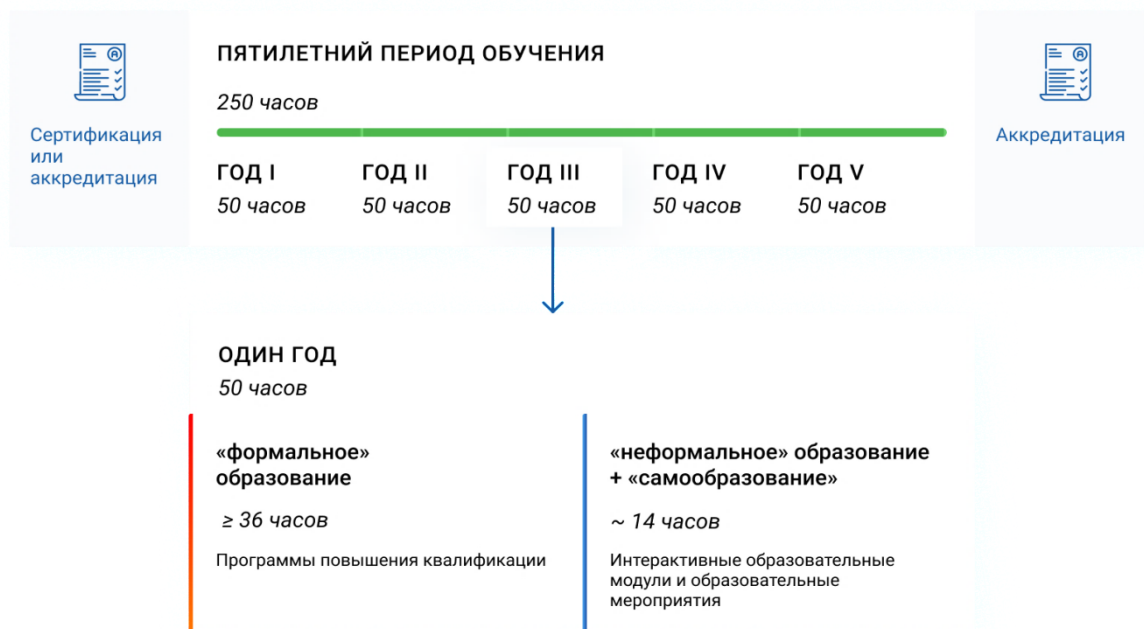 ПЯТИЛЕТНИЙ ПЕРИОД ОБУЧЕНИЯ
250 часов
Сертификация
или
аккредитация
Аккредитация
ГОД I
50 часов
ГОД II
50 часов
ГОД III
50 часов
ГОД IV
50 часов
ГОД V
50 часов
ОДИН ГОД
50 часов
«формальное»
образование
≥ 36 часов
Программы повышения квалификации
«неформальное» образование
+ «самообразование»
~ 14 часов
Интерактивные образовательные
модули и образовательные
мероприятия